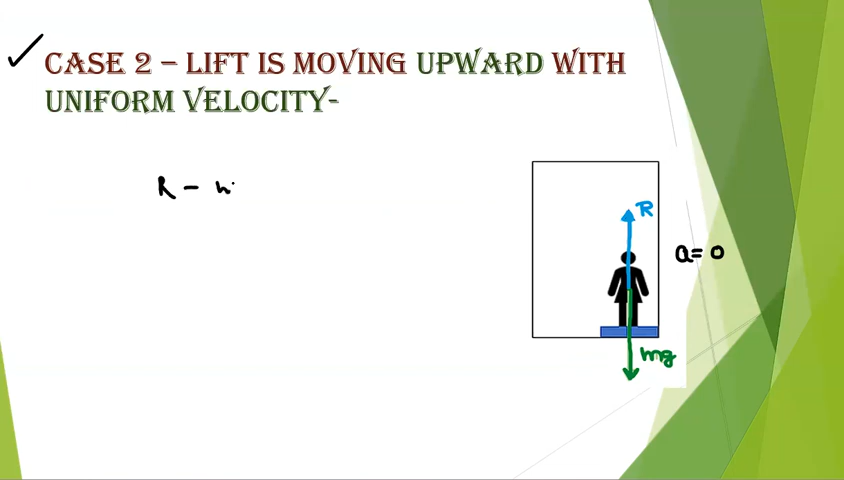 CASE 2 – LIFT IS MOVING UPWARD WITH
UNIFORM VELOCITY-
R –
R
a = 0
mg